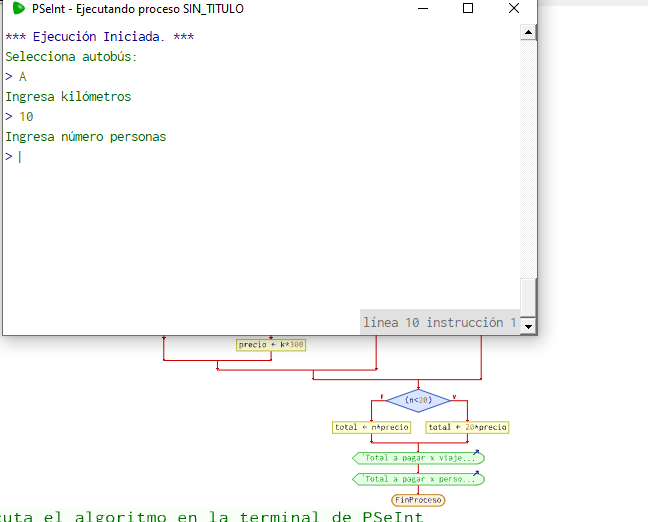 PSeInt - Ejecutando proceso SIN_TITULO
*** Ejecución Iniciada. ***
Selecciona autobús:
> A
Ingresa kilómetros
> 10
Ingresa número personas
>
línea 10 instrucción 1
precio ← k*300
F (n<20) V
total ← n*precio total ← 20*precio
'Total a pagar x viaje...
'Total a pagar x perso...
FinProceso
cuta el algoritmo en la terminal de PSeInt